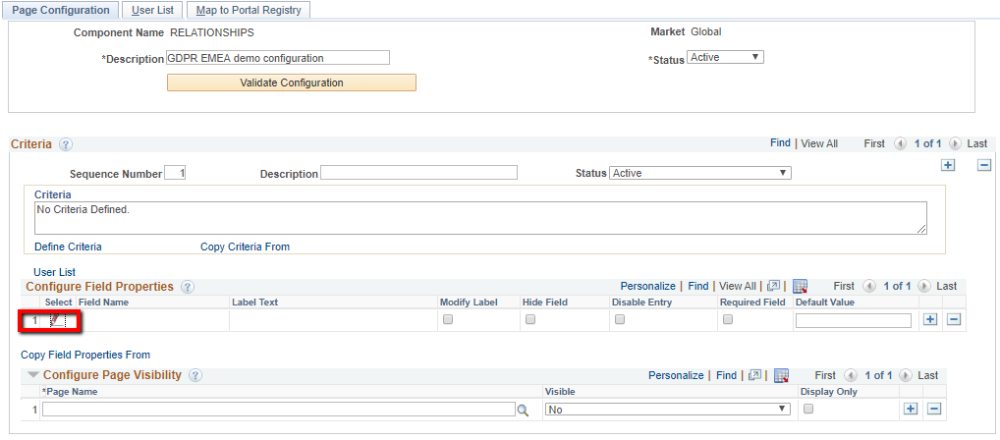 Page Configuration User List Map to Portal Registry
Component Name RELATIONSHIPS Market Global
*Description GDPR EMEA demo configuration *Status Active
Validate Configuration
Criteria ? Find | View All First 1 of 1 Last
Sequence Number 1 Description Status Active
Criteria
No Criteria Defined.
Define Criteria Copy Criteria From
User List
Configure Field Properties ? Personalize | Find | View All | | First 1 of 1 Last
Select Field Name Label Text Modify Label Hide Field Disable Entry Required Field Default Value
1
Copy Field Properties From
Configure Page Visibility ? Personalize | Find | | First 1 of 1 Last
*Page Name Visible Display Only
1 No